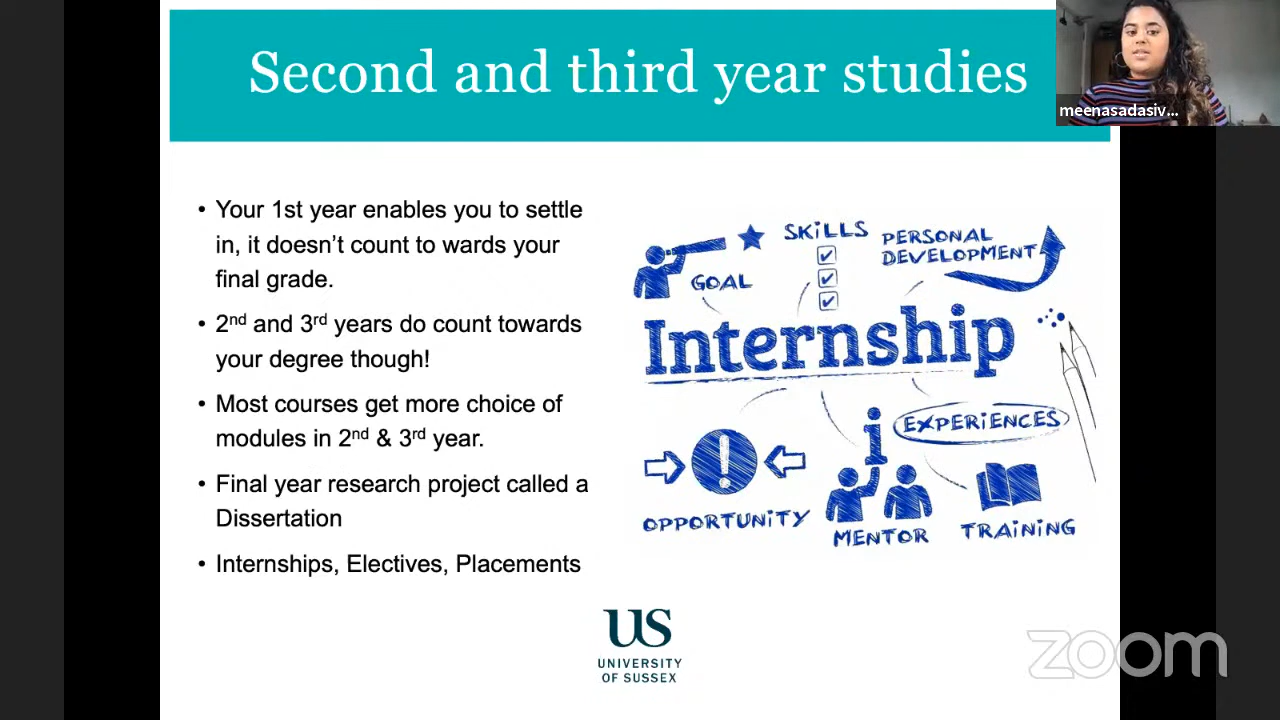 Second and third year studies
meenasadasiv...
• Your 1st year enables you to settle
in, it doesn't count to wards your
final grade.
• 2nd and 3rd years do count towards
your degree though!
• Most courses get more choice of
modules in 2nd & 3rd year.
• Final year research project called a
Dissertation
• Internships, Electives, Placements
SKiLLS
PERSONAL
DEVELOPMENT
GOAL
Internship
EXPERiENCES
OPPORTUNiTY
MENTOR
TRAiNiNG
US
UNIVERSITY
OF SUSSEX
zoom